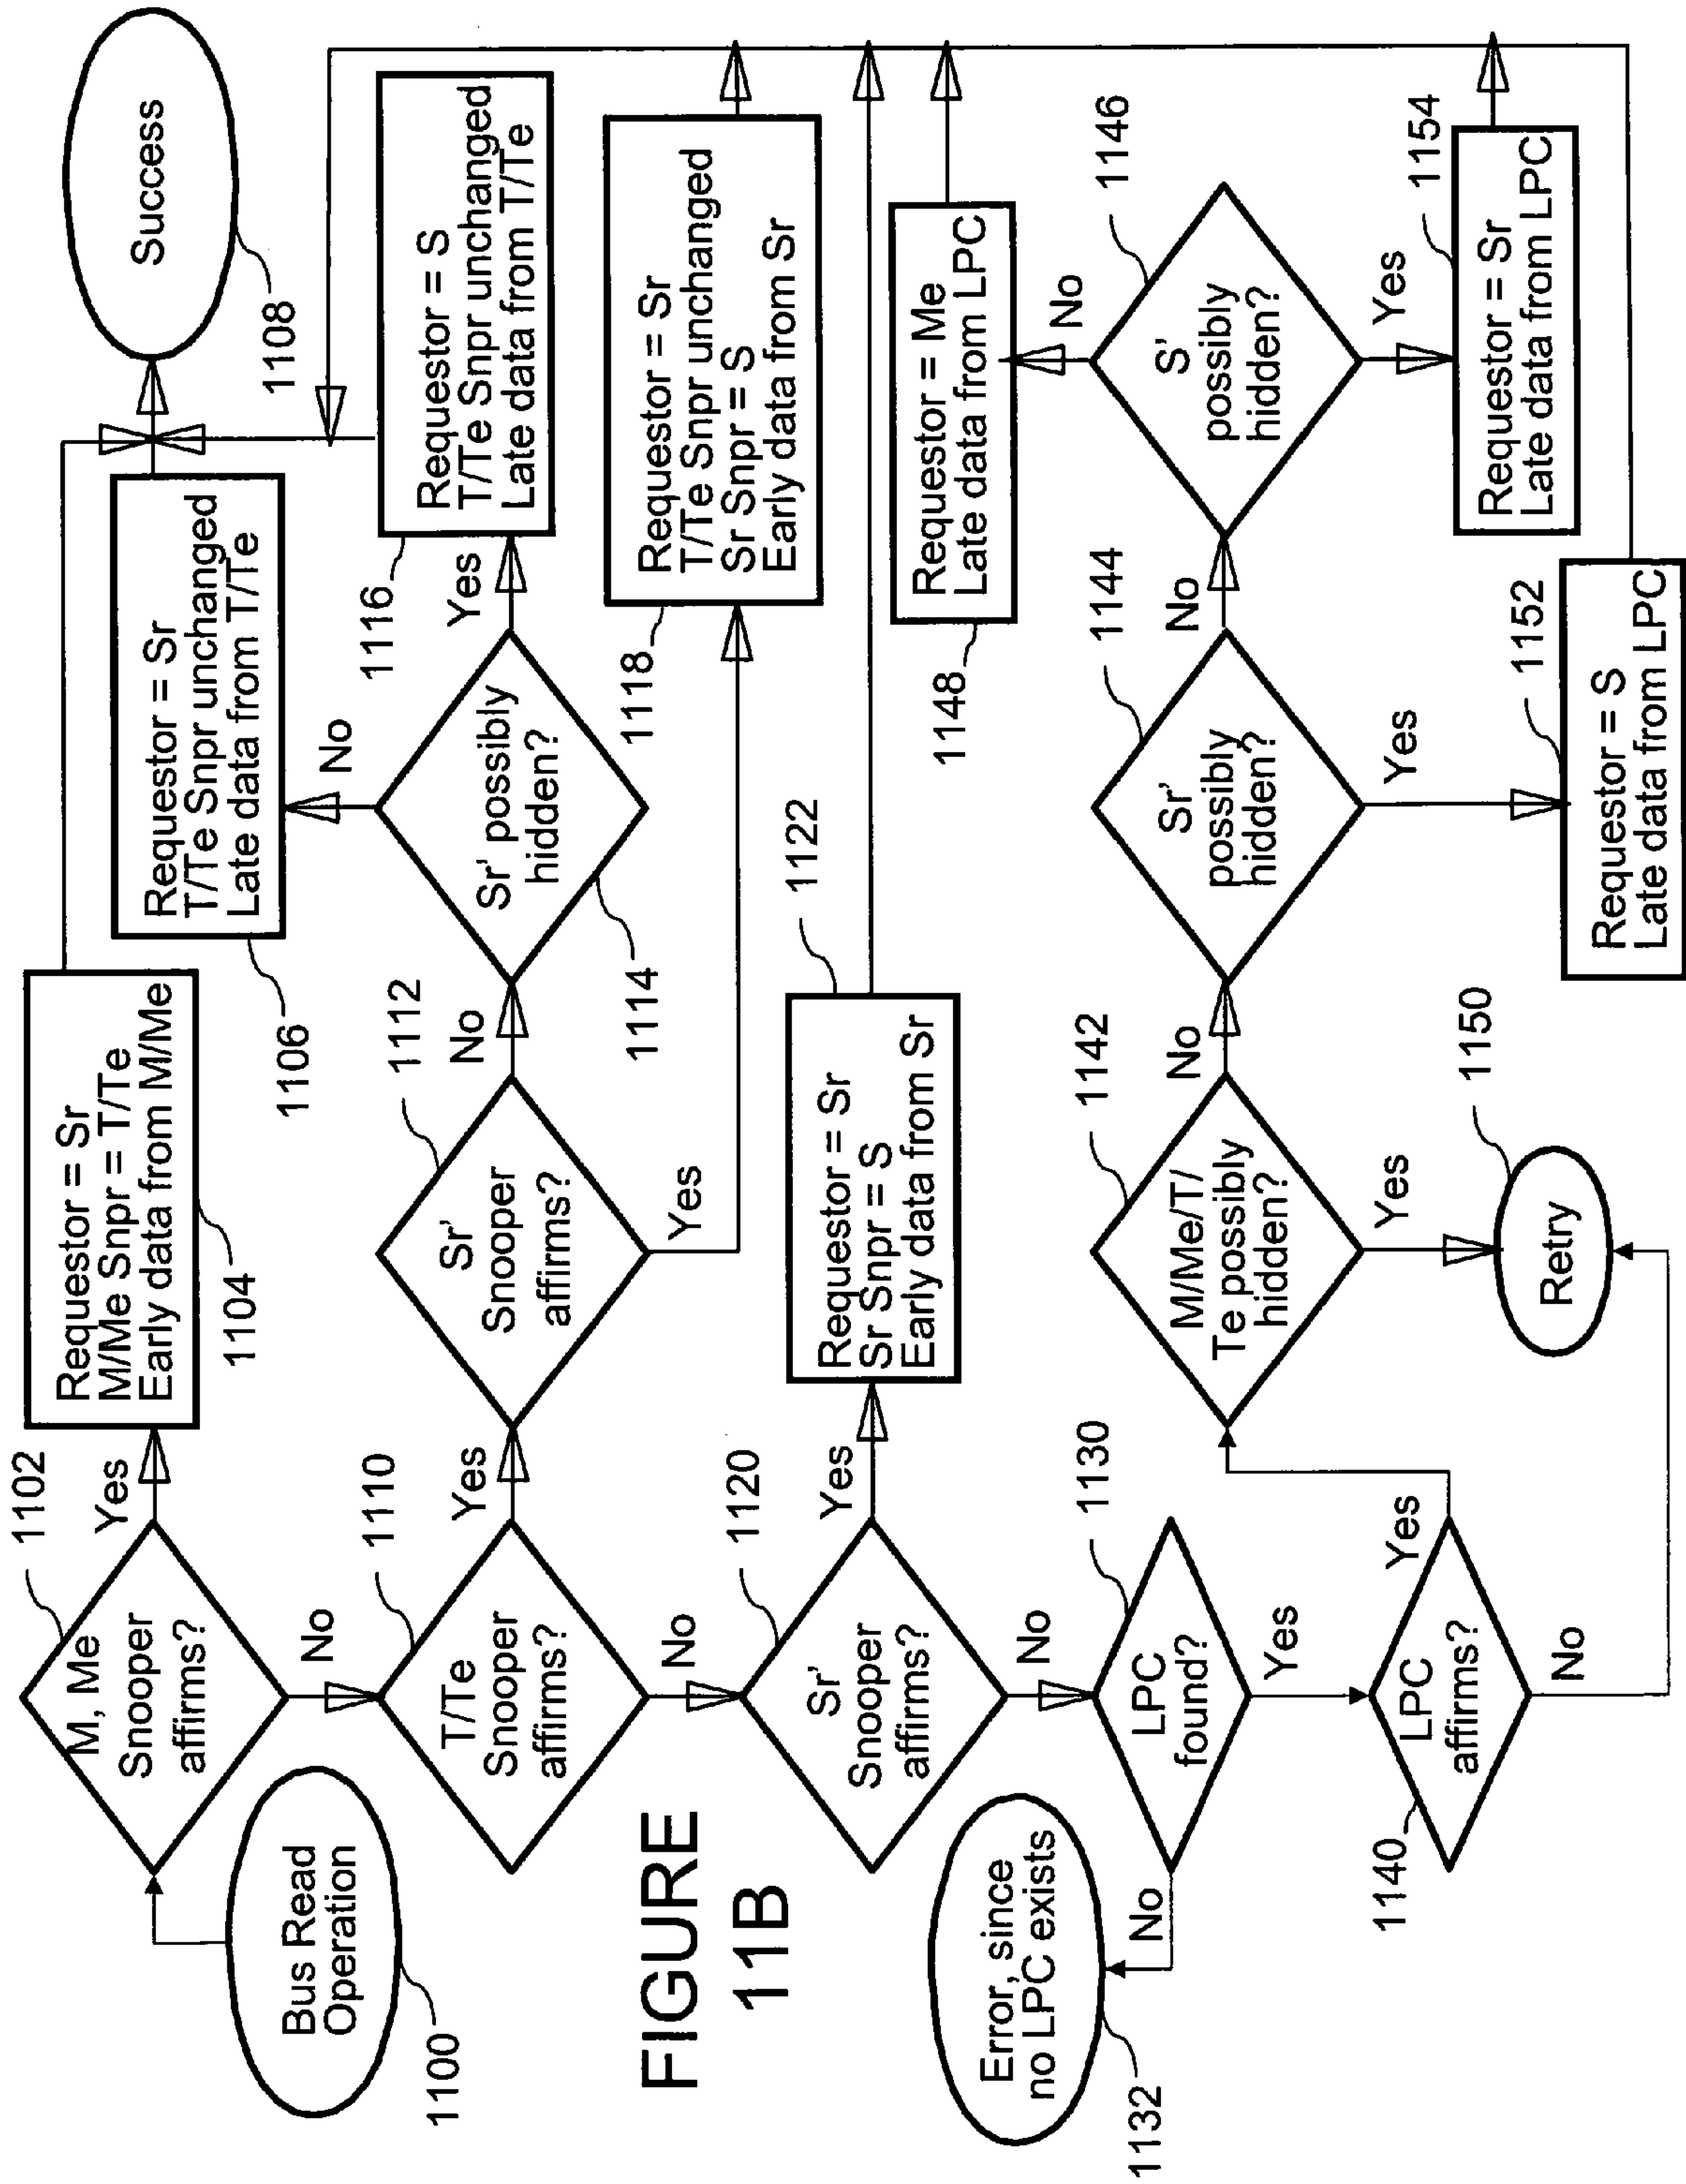 Bus Read
Operation
1100
M, Me
Snooper
affirms?
1102
Yes
No
Requestor = Sr
M/Me Snpr = T/Te
Early data from M/Me
1104
Requestor = Sr
T/Te Snpr unchanged
Late data from T/Te
1106
Success
1108
T/Te
Snooper
affirms?
1110
Yes
No
Sr'
Snooper
affirms?
1112
No
Yes
Sr' possibly
hidden?
1114
No
Yes
Requestor = S
T/Te Snpr unchanged
Late data from T/Te
1116
Requestor = Sr
T/Te Snpr unchanged
Sr Snpr = S
Early data from Sr
1118
FIGURE
11B
Sr'
Snooper
affirms?
1120
Yes
No
Requestor = Sr
Sr Snpr = S
Early data from Sr
1122
Error, since
no LPC exists
1132
No
LPC
found?
1130
Yes
LPC
affirms?
1140
Yes
No
M/Me/T/
Te possibly
hidden?
1142
No
Yes
Retry
1150
Sr'
possibly
hidden?
1144
No
Yes
S'
possibly
hidden?
1146
No
Yes
Requestor = Me
Late data from LPC
1148
Requestor = S
Late data from LPC
1152
Requestor = Sr
Late data from LPC
1154